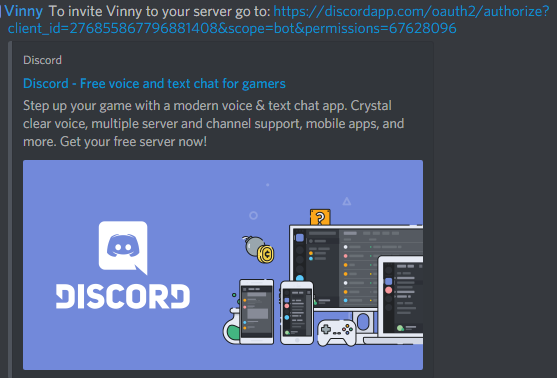 Vinny To invite Vinny to your server go to: https://discordapp.com/oauth2/authorize?
client_id=276855867796881408&scope=bot&permissions=67628096
Discord
Discord - Free voice and text chat for gamers
Step up your game with a modern voice & text chat app. Crystal
clear voice, multiple server and channel support, mobile apps, and
more. Get your free server now!
?
DISCORD